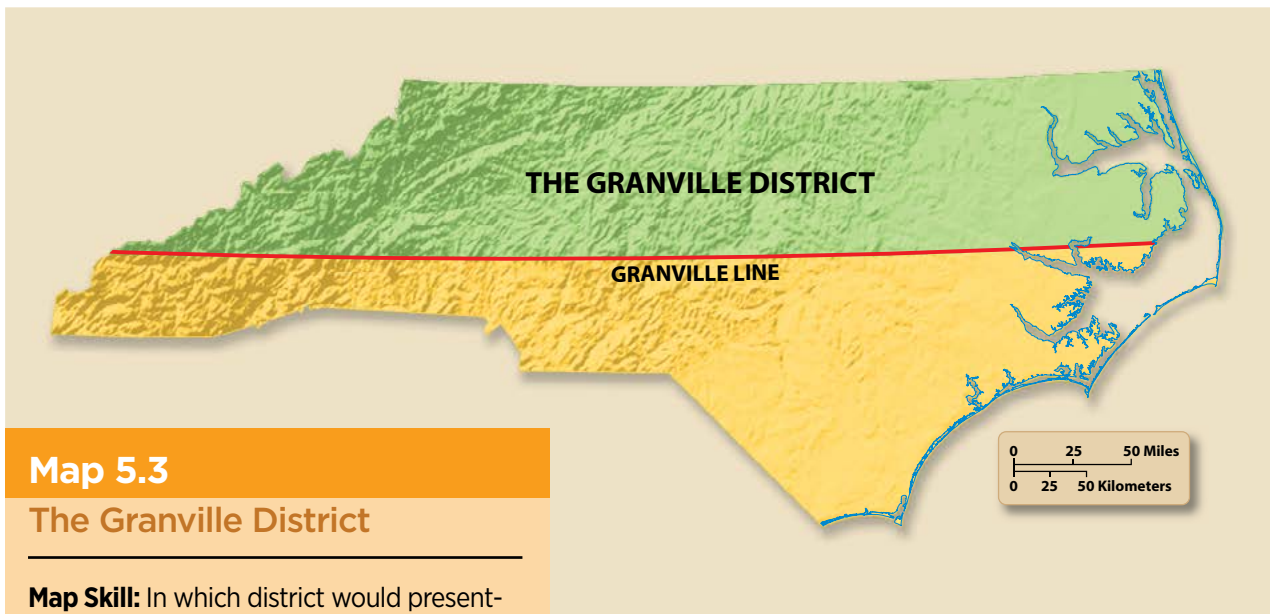 THE GRANVILLE DISTRICT
GRANVILLE LINE
0 25 50 Miles
0 25 50 Kilometers
Map 5.3
The Granville District
Map Skill: In which district would present-